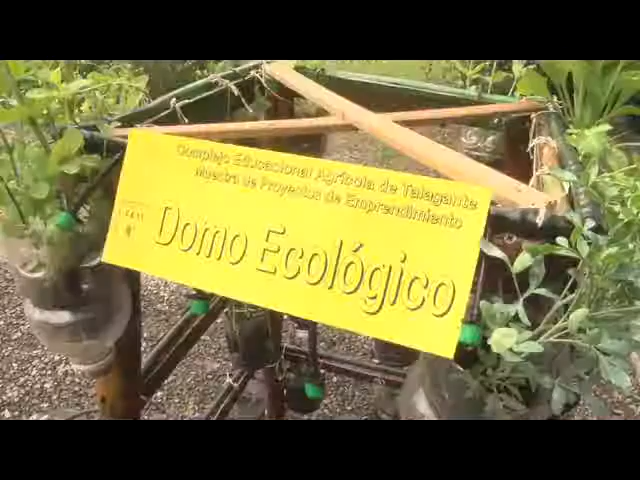 Complejo Educacional Agrícola de Talagante
Muestra de Proyectos de Emprendimiento
Domo Ecológico